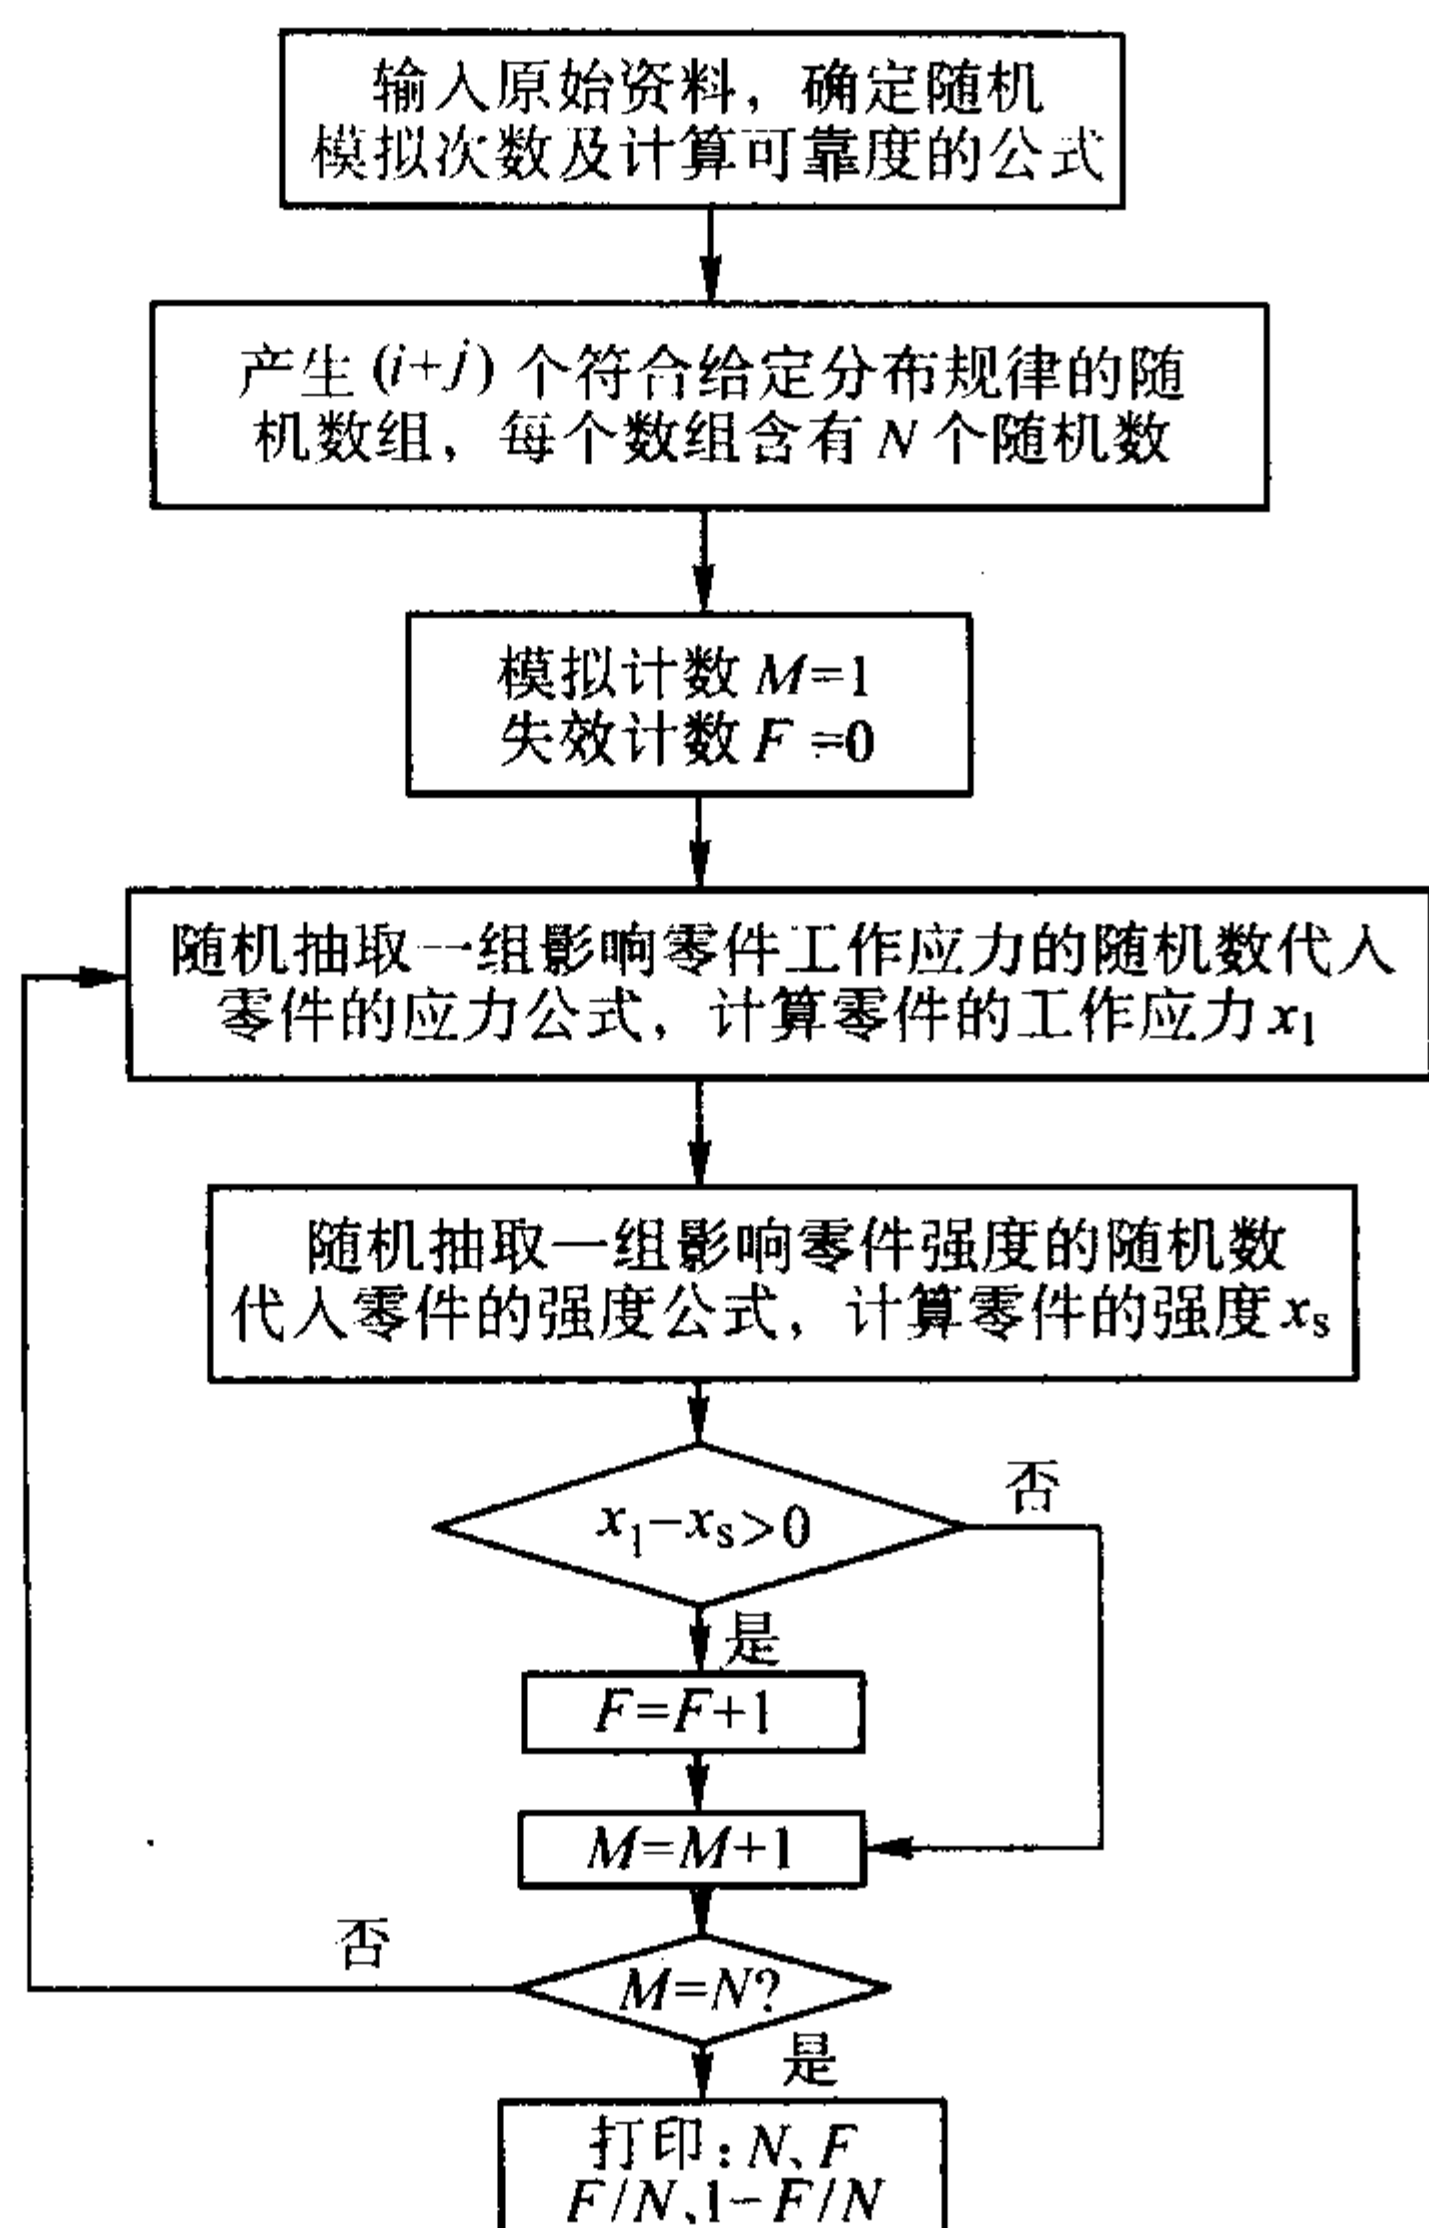 输入原始资料，确定随机
模拟次数及计算可靠度的公式
产生(i+j)个符合给定分布规律的随
机数组，每个数组含有N个随机数
模拟计数M=1
失效计数F=0
随机抽取一组影响零件工作应力的随机数代入
零件的应力公式，计算零件的工作应力x₁
随机抽取一组影响零件强度的随机数
代入零件的强度公式，计算零件的强度xₛ
x₁-xₛ>0
否
是
F=F+1
M=M+1
否
M=N?
是
打印：N、F
F/N、1-F/N